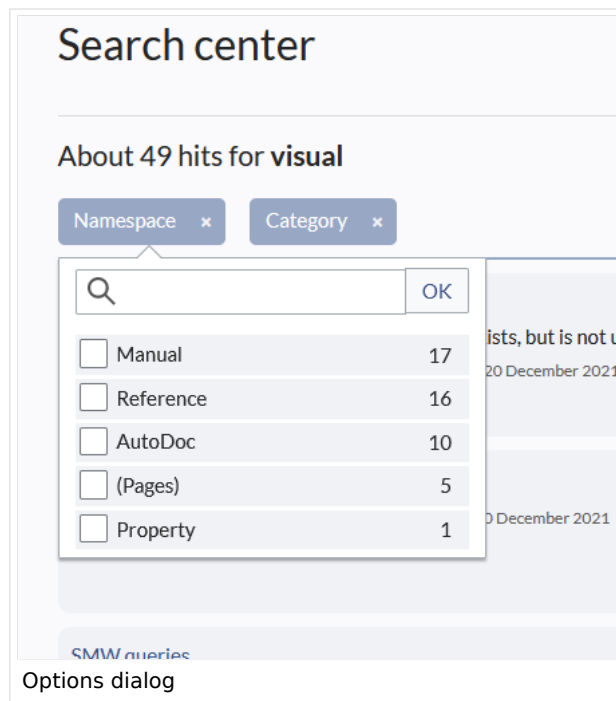 Search center
About 49 hits for visual
Namespace × Category ×
OK
Manual 17
Reference 16
AutoDoc 10
(Pages) 5
Property 1
ists, but is not
20 December 2021
December 2021
SMW queries
Options dialog